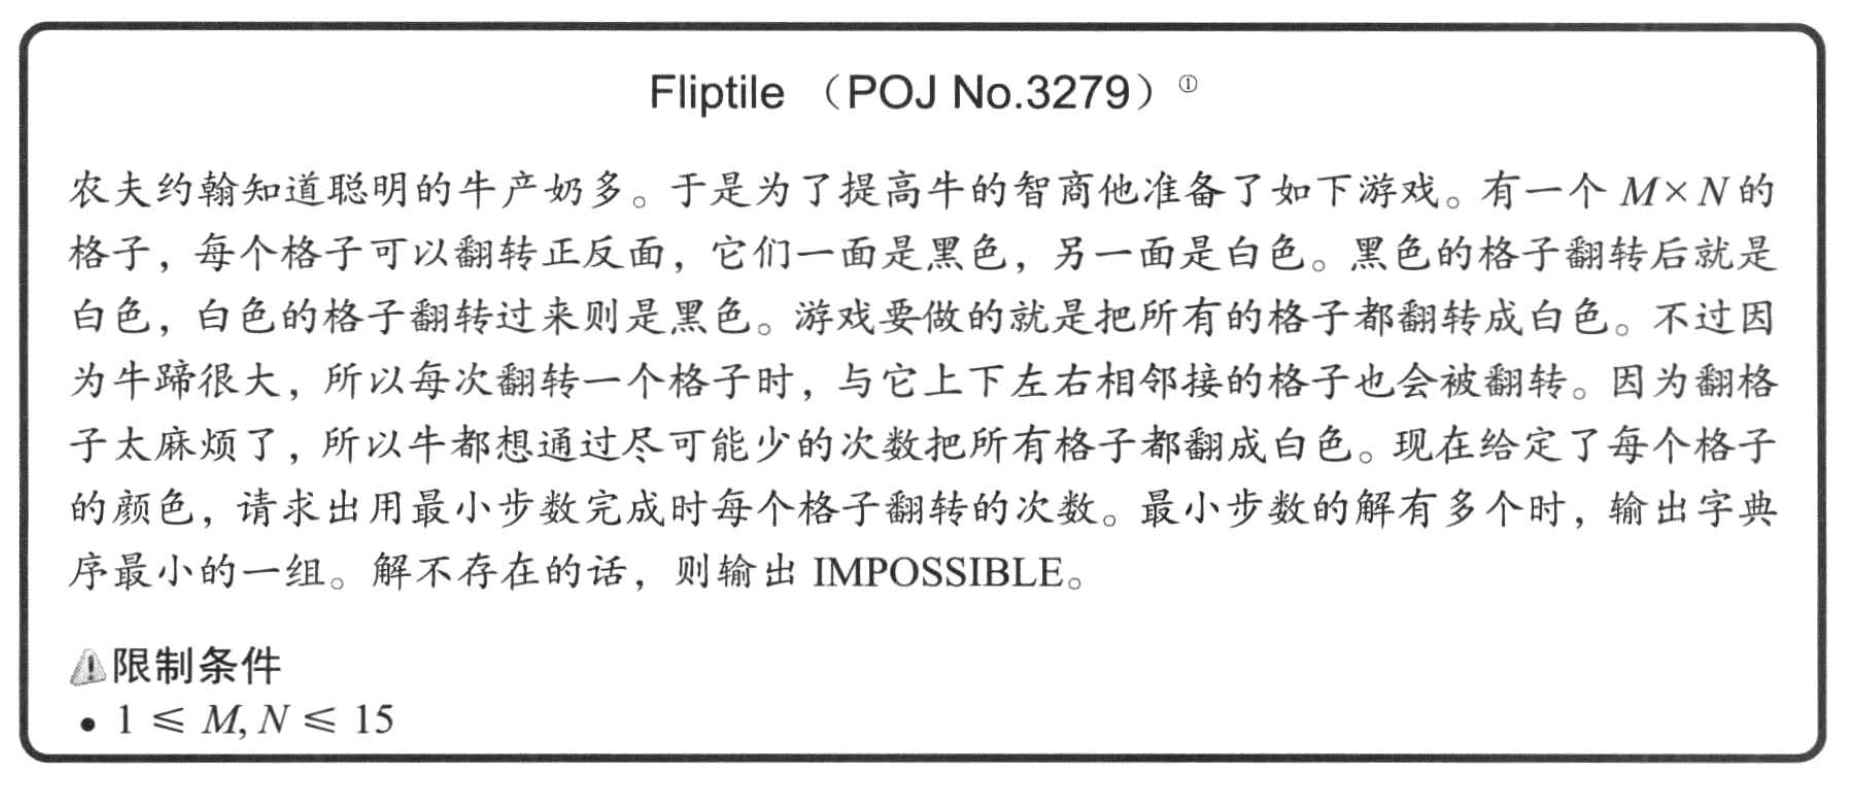 Fliptile （POJ No.3279）①
农夫约翰知道聪明的牛产奶多。于是为了提高牛的智商他准备了如下游戏。有一个 M×N 的
格子，每个格子可以翻转正反面，它们一面是黑色，另一面是白色。黑色的格子翻转后就是
白色，白色的格子翻转过来则是黑色。游戏要做的就是把所有的格子都翻转成白色。不过因
为牛蹄很大，所以每次翻转一个格子时，与它上下左右相邻接的格子也会被翻转。因为翻格
子太麻烦了，所以牛都想通过尽可能少的次数把所有格子都翻成白色。现在给定了每个格子
的颜色，请求出用最小步数完成时每个格子翻转的次数。最小步数的解有多个时，输出字典
序最小的一组。解不存在的话，则输出 IMPOSSIBLE。
限制条件
• 1 ≤ M, N ≤ 15